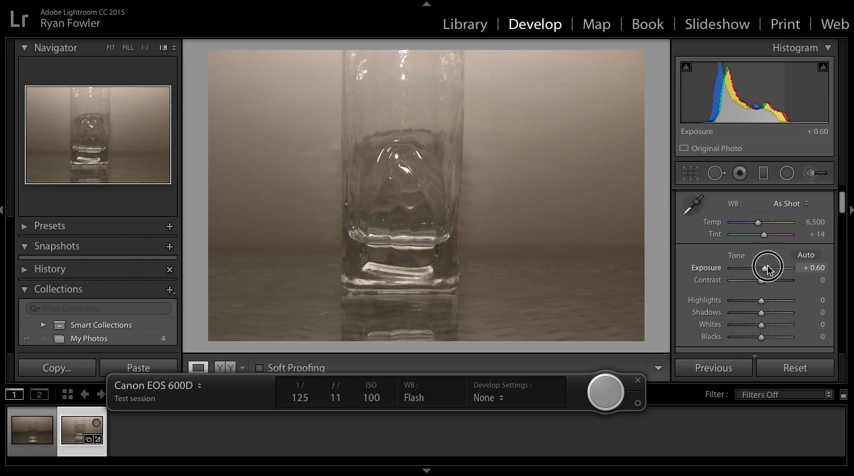 Lr
Adobe Lightroom CC 2015
Ryan Fowler
Library | Develop | Map | Book | Slideshow | Print | Web
Navigator FIT FILL 1:1 1:8
Presets
Snapshots
History
Collections
Filter Collections
Smart Collections
My Photos 4
Copy... Paste
Soft Proofing
Histogram
Exposure + 0.60
Original Photo
WB : As Shot
Temp 6,500
Tint + 14
Tone Auto
Exposure + 0.60
Contrast 0
Highlights 0
Shadows 0
Whites 0
Blacks 0
Previous Reset
Canon EOS 600D
Test session
1 / f / ISO WB : Develop Settings :
125 11 100 Flash None
1 2
Filter : Filters Off